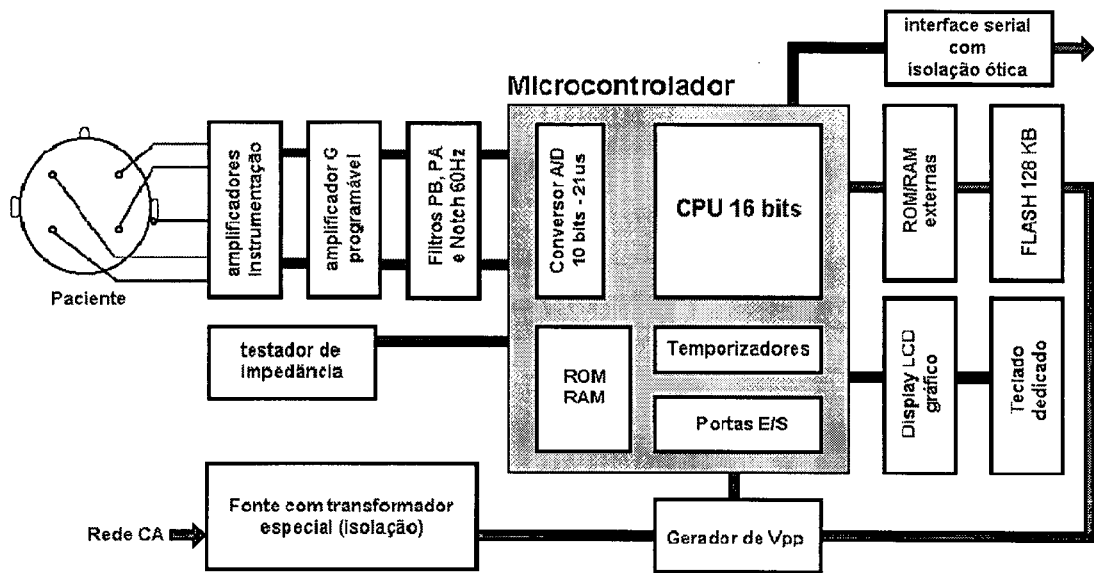 interface serial
com
isolação ótica
Microcontrolador
amplificadores
instrumentação
amplificador G
programável
Filtros PB, PA
e Notch 60Hz
Conversor A/D
10 bits - 21us
CPU 16 bits
ROM/RAM
externas
FLASH 128 KB
Paciente
testador de
impedância
ROM
RAM
Temporizadores
Portas E/S
Display LCD
gráfico
Teclado
dedicado
Rede CA
Fonte com transformador
especial (isolação)
Gerador de Vpp